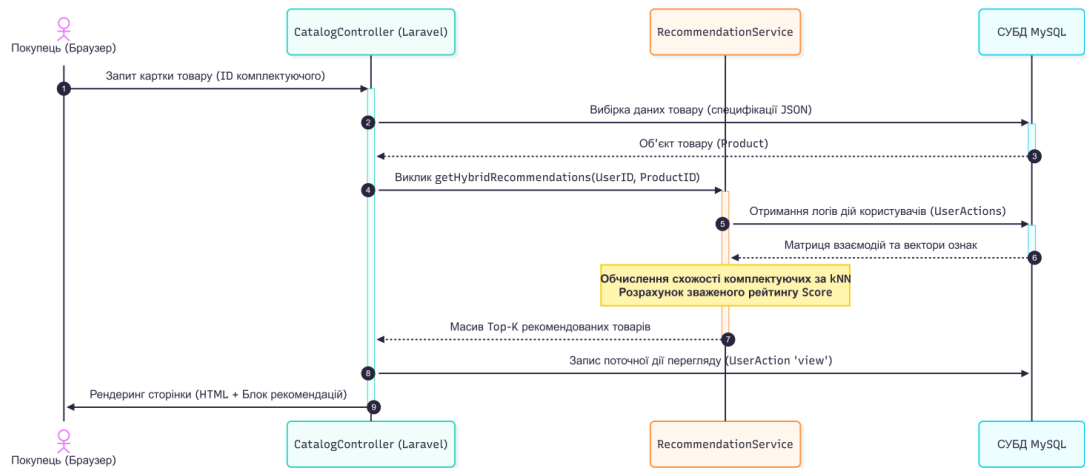 Покупець (Браузер)
CatalogController (Laravel)
RecommendationService
СУБД MySQL
1
Запит картки товару (ID комплектуючого)
2
Вибірка даних товару (специфікації JSON)
3
Об'єкт товару (Product)
4
Виклик getHybridRecommendations(UserID, ProductID)
5
Отримання логів дій користувачів (UserActions)
6
Матриця взаємодій та вектори ознак
Обчислення схожості комплектуючих за kNN
Розрахунок зваженого рейтингу Score
7
Масив Top-K рекомендованих товарів
8
Запис поточної дії перегляду (UserAction 'view')
9
Рендеринг сторінки (HTML + Блок рекомендацій)
Покупець (Браузер)
CatalogController (Laravel)
RecommendationService
СУБД MySQL